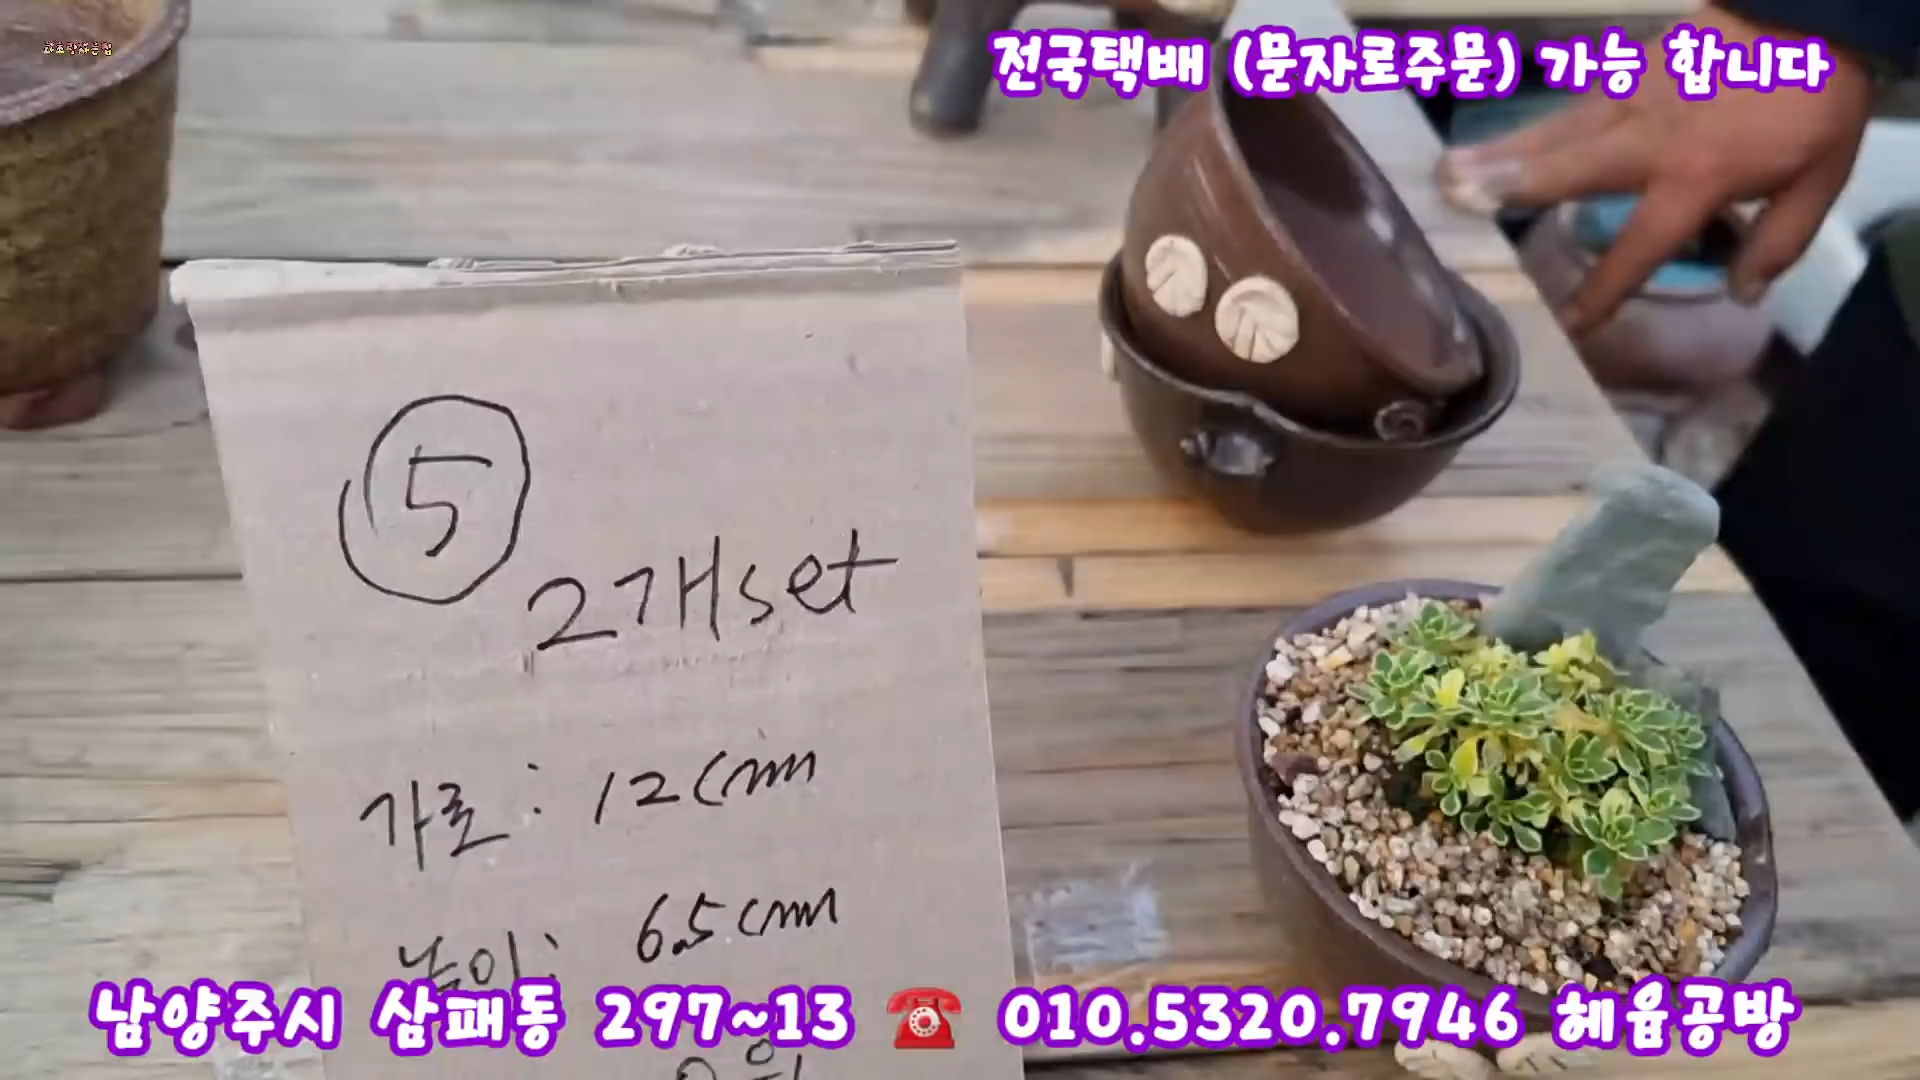 전국택배 (문자로주문) 가능 합니다
⑤
2개set
가로: 12cm
높이: 6.5cm
남양주시 삼패동 297~13 ☎ 010.5320.7946 혜윰공방